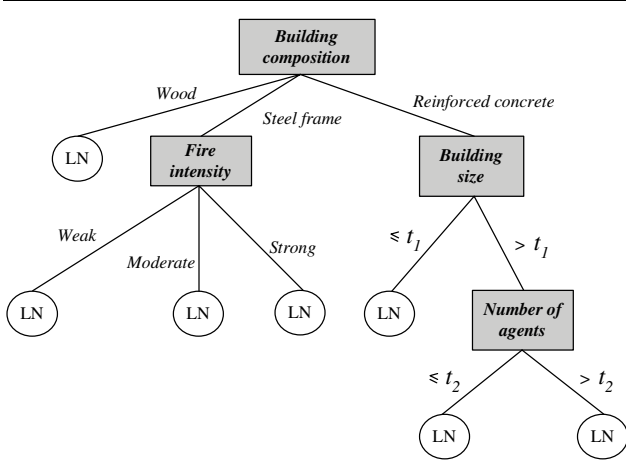 Building
composition
Wood
Steel frame
Reinforced concrete
LN
Fire
intensity
Building
size
Weak
Moderate
Strong
≤ t1
> t1
LN
LN
LN
LN
Number of
agents
≤ t2
> t2
LN
LN